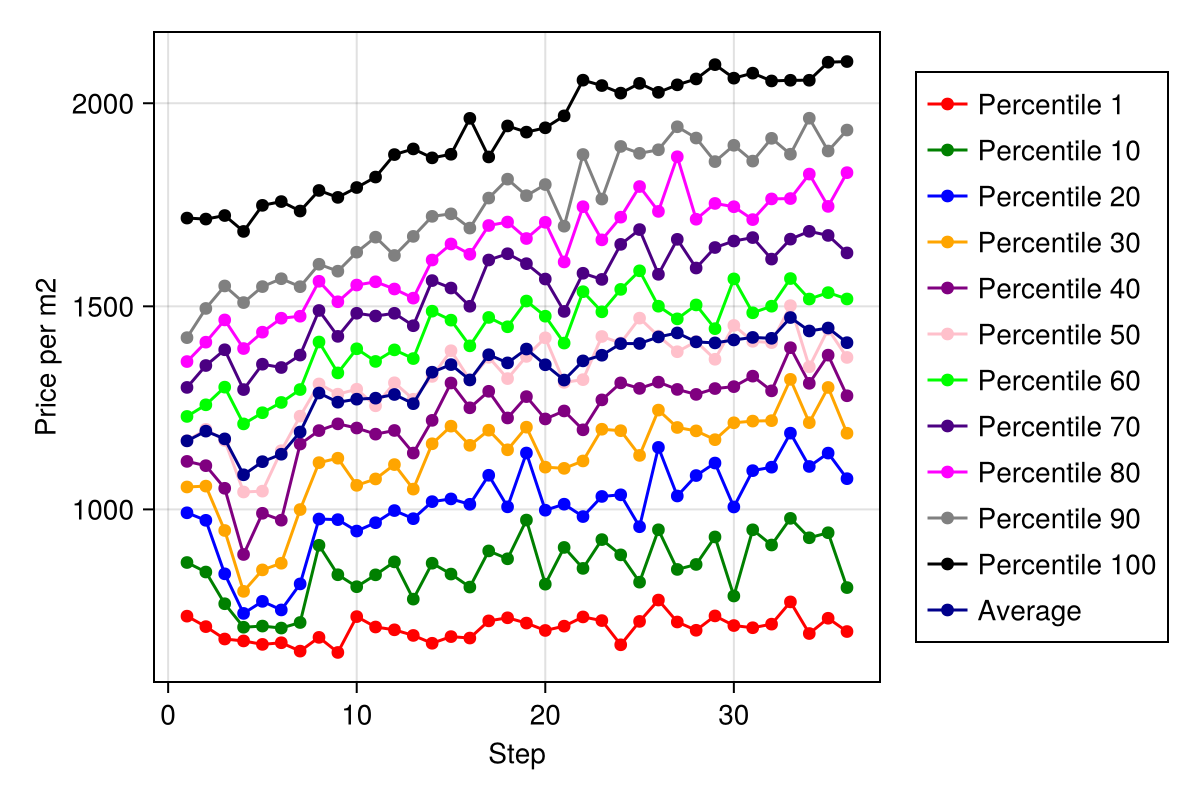 2000
1500
1000
Price per m2
0 10 20 30
Step
Percentile 1
Percentile 10
Percentile 20
Percentile 30
Percentile 40
Percentile 50
Percentile 60
Percentile 70
Percentile 80
Percentile 90
Percentile 100
Average